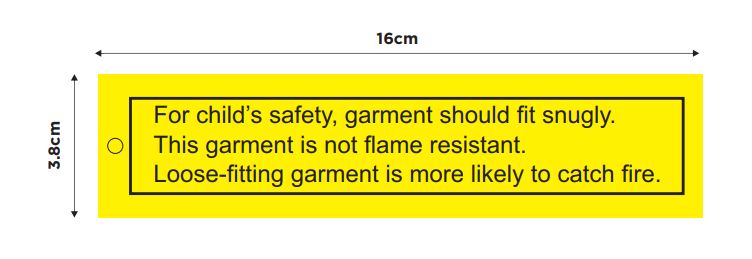 16cm
3.8cm
For child's safety, garment should fit snugly.
This garment is not flame resistant.
Loose-fitting garment is more likely to catch fire.